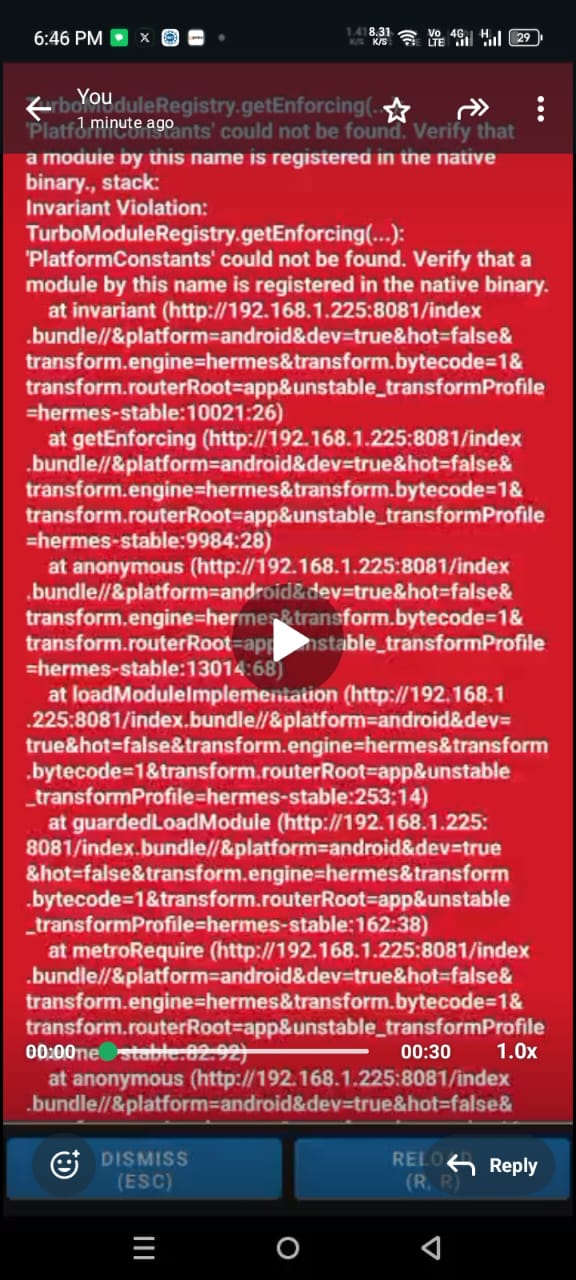 6:46 PM
1.41 8.31
K/S K/S
Vo
LTE
4G
H
29
You
1 minute ago
TurboModuleRegistry.getEnforcing(...
'PlatformConstants' could not be found. Verify that
a module by this name is registered in the native
binary., stack:
Invariant Violation:
TurboModuleRegistry.getEnforcing(...):
'PlatformConstants' could not be found. Verify that a
module by this name is registered in the native binary.
at invariant (http://192.168.1.225:8081/index
.bundle//&platform=android&dev=true&hot=false&
transform.engine=hermes&transform.bytecode=1&
transform.routerRoot=app&unstable_transformProfile
=hermes-stable:10021:26)
at getEnforcing (http://192.168.1.225:8081/index
.bundle//&platform=android&dev=true&hot=false&
transform.engine=hermes&transform.bytecode=1&
transform.routerRoot=app&unstable_transformProfile
=hermes-stable:9984:28)
at anonymous (http://192.168.1.225:8081/index
.bundle//&platform=android&dev=true&hot=false&
transform.engine=hermes&transform.bytecode=1&
transform.routerRoot=app&unstable_transformProfile
=hermes-stable:13014:68)
at loadModuleImplementation (http://192.168.1
.225:8081/index.bundle//&platform=android&dev=
true&hot=false&transform.engine=hermes&transform
.bytecode=1&transform.routerRoot=app&unstable
_transformProfile=hermes-stable:253:14)
at guardedLoadModule (http://192.168.1.225:
8081/index.bundle//&platform=android&dev=true
&hot=false&transform.engine=hermes&transform
.bytecode=1&transform.routerRoot=app&unstable
_transformProfile=hermes-stable:162:38)
at metroRequire (http://192.168.1.225:8081/index
.bundle//&platform=android&dev=true&hot=false&
transform.engine=hermes&transform.bytecode=1&
transform.routerRoot=app&unstable_transformProfile
=hermes-stable:82:92)
00:00 00:30 1.0x
at anonymous (http://192.168.1.225:8081/index
.bundle//&platform=android&dev=true&hot=false&
DISMISS
(ESC)
RELOAD
(R, R)
Reply